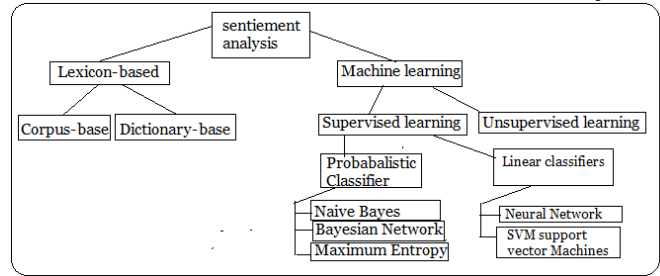 sentiement
analysis
Lexicon-based
Machine learning
Corpus-base
Dictionary-base
Supervised learning
Unsupervised learning
Probabalistic
Classifier
Linear classifiers
Naive Bayes
Bayesian Network
Maximum Entropy
Neural Network
SVM support
vector Machines